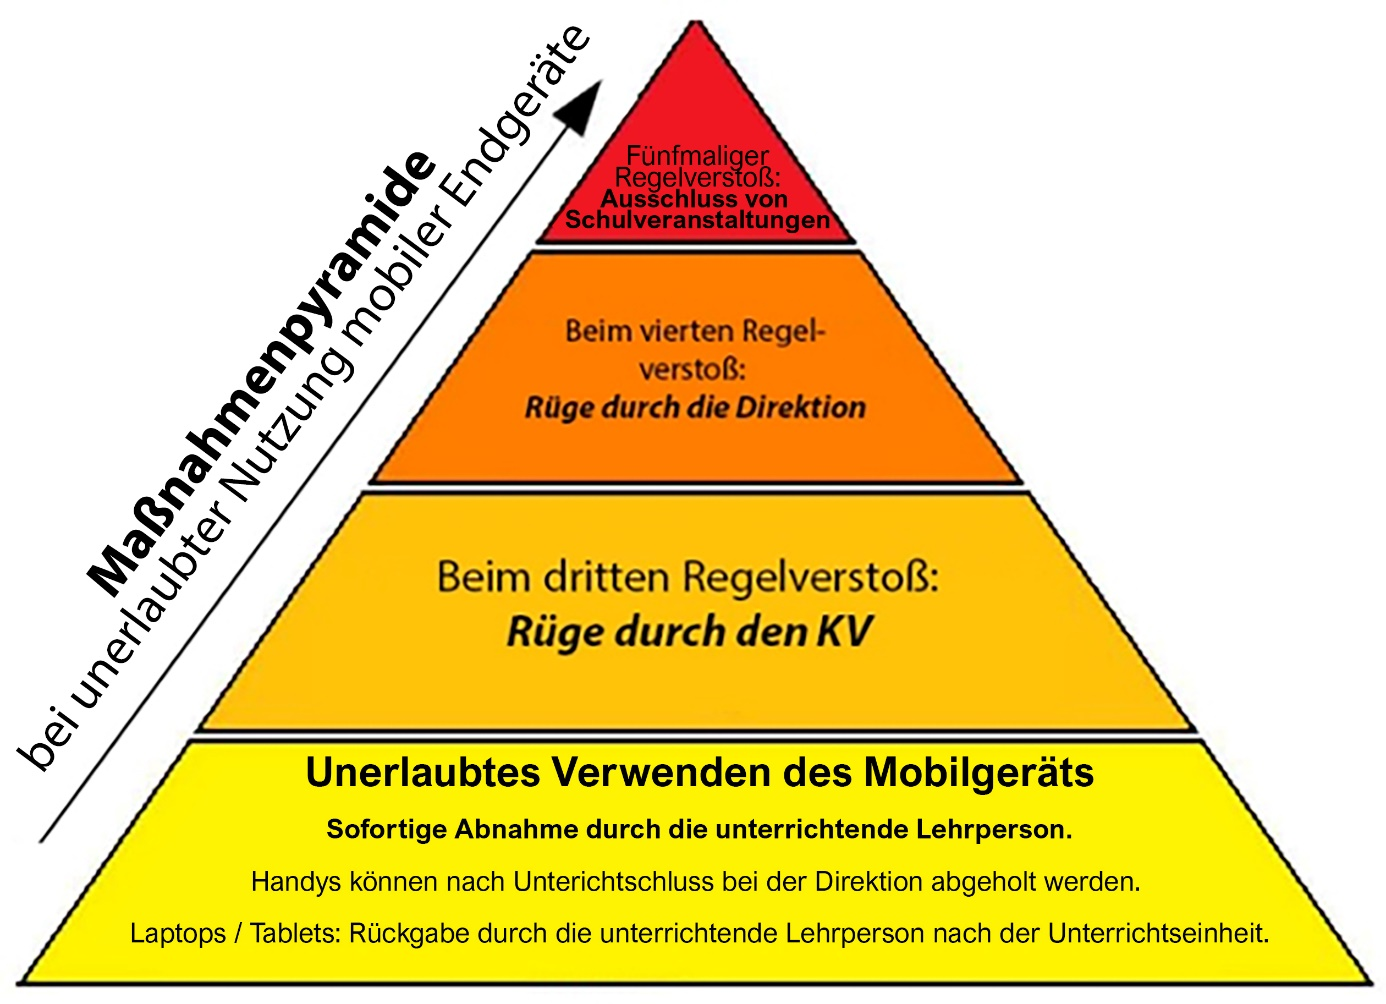 Maßnahmenpyramide
bei unerlaubter Nutzung mobiler Endgeräte
Fünfmaliger
Regelverstoß:
Ausschluss von
Schulveranstaltungen
Beim vierten Regel-
verstoß:
Rüge durch die Direktion
Beim dritten Regelverstoß:
Rüge durch den KV
Unerlaubtes Verwenden des Mobilgeräts
Sofortige Abnahme durch die unterrichtende Lehrperson.
Handys können nach Unterichtschluss bei der Direktion abgeholt werden.
Laptops / Tablets: Rückgabe durch die unterrichtende Lehrperson nach der Unterrichtseinheit.